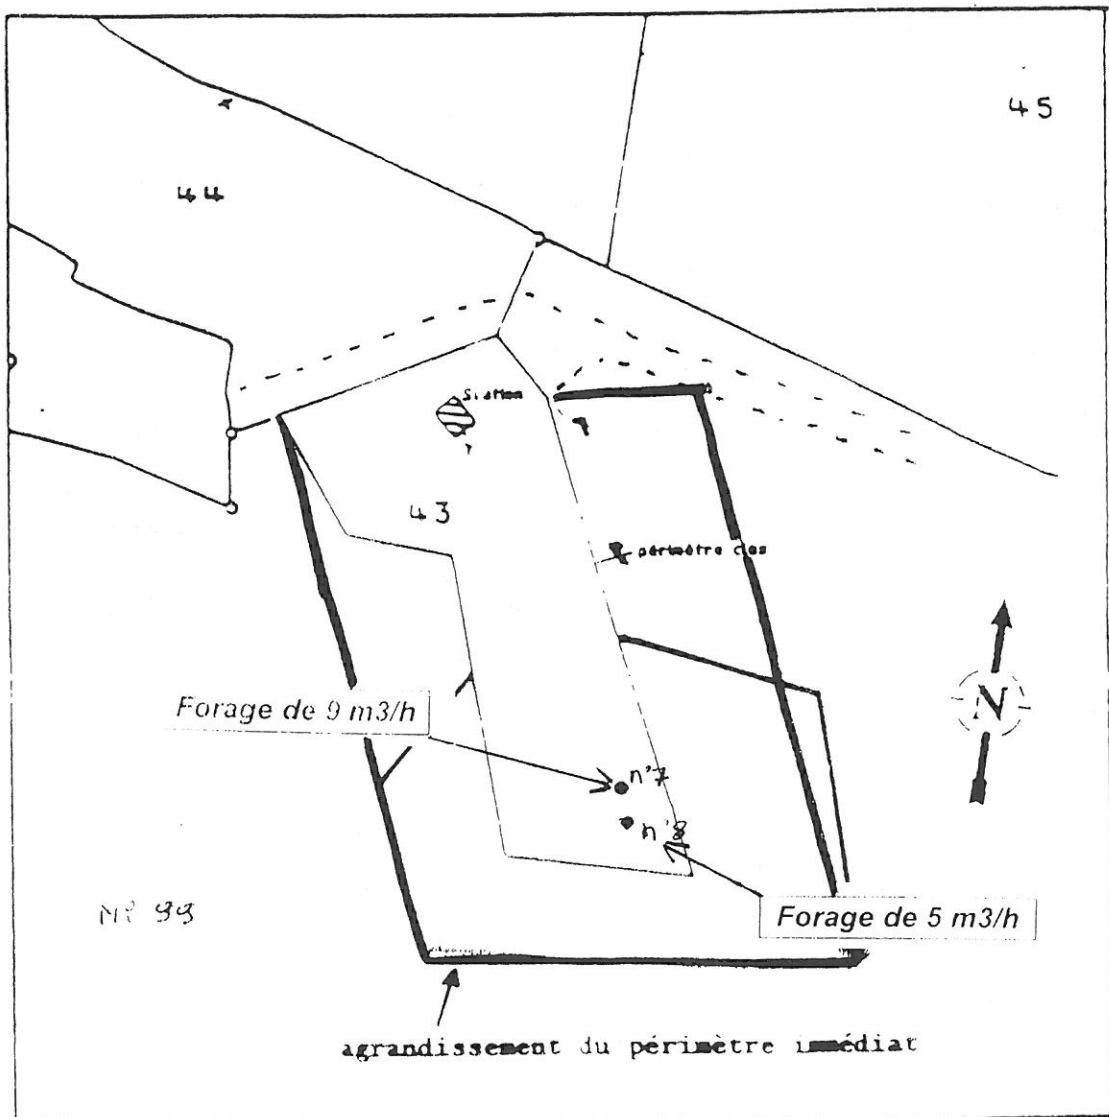 45
44
Station
43
périmètre clos
N
Forage de 9 m3/h
n°7
n°8
N° 99
Forage de 5 m3/h
agrandissement du périmètre immédiat